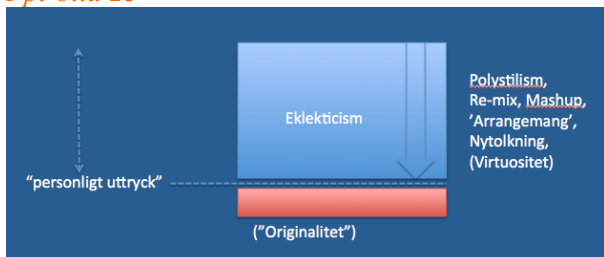 Eklekticism
Polystilism,
Re-mix, Mashup,
’Arrangemang’,
Nytolkning,
(Virtuositet)
”personligt uttryck”
(”Originalitet”)